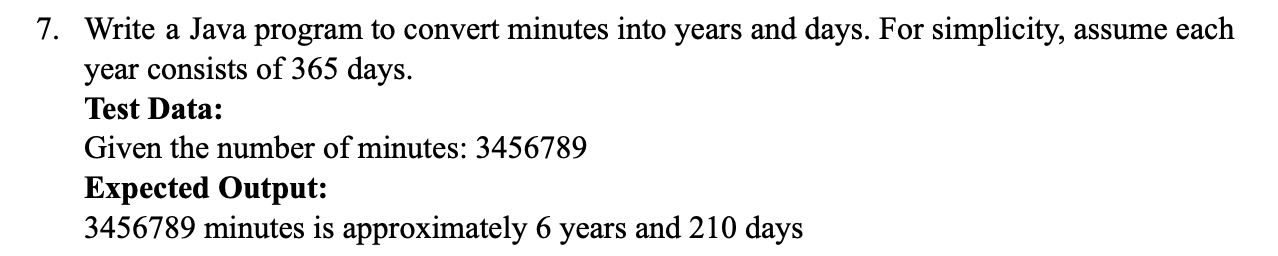 7. Write a Java program to convert minutes into years and days. For simplicity, assume each
year consists of 365 days.
Test Data:
Given the number of minutes: 3456789
Expected Output:
3456789 minutes is approximately 6 years and 210 days